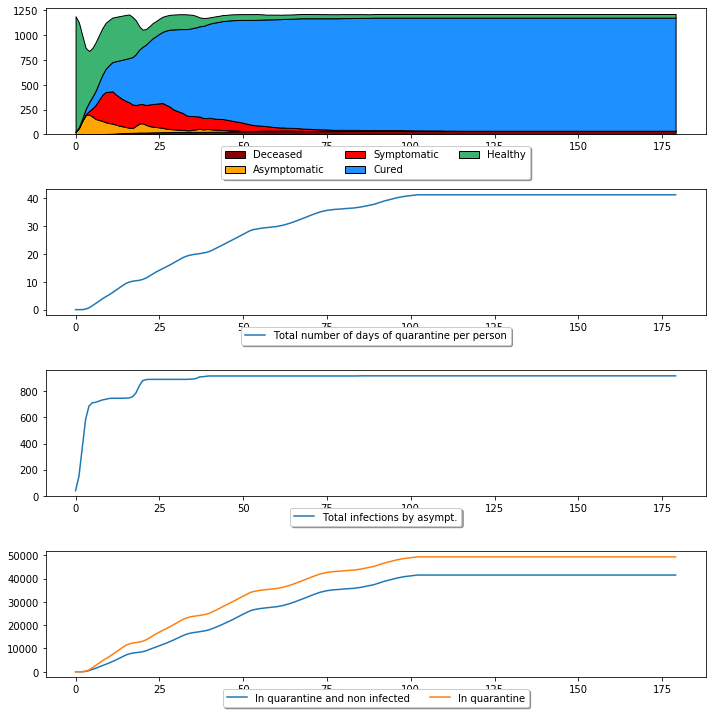 1250
1000
750
500
250
0
0 25 50 75 100 125 150 175
Deceased Symptomatic Healthy
Asymptomatic Cured
40
30
20
10
0
0 25 50 75 100 125 150 175
Total number of days of quarantine per person
800
600
400
200
0
0 25 50 75 100 125 150 175
Total infections by asympt.
50000
40000
30000
20000
10000
0
0 25 50 75 100 125 150 175
In quarantine and non infected In quarantine